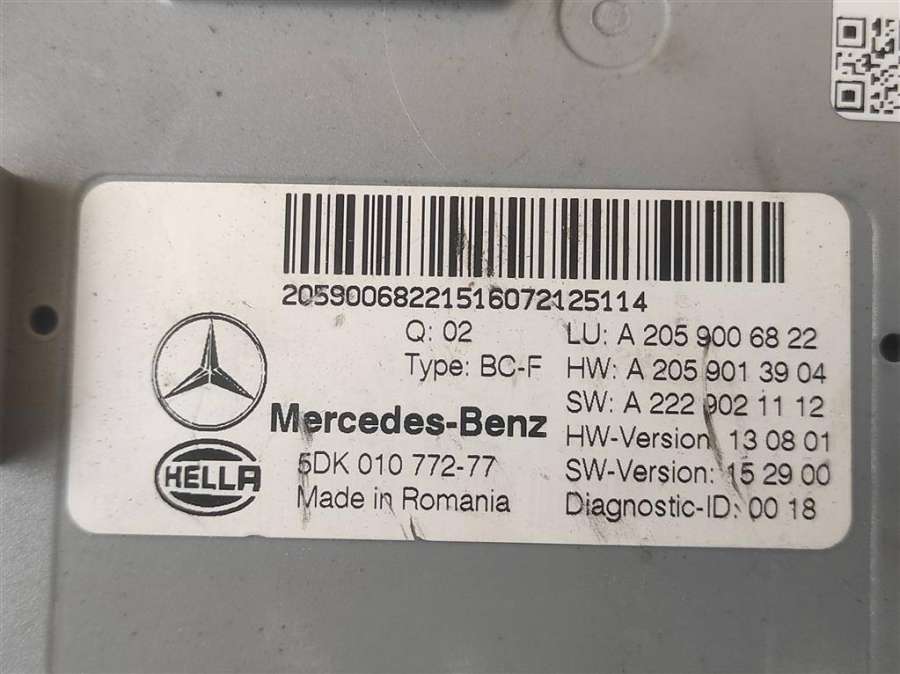 20590068221516072125114
Q: 02
LU: A 205 900 68 22
Type: BC-F
HW: A 205 901 39 04
SW: A 222 902 11 12
Mercedes-Benz
HW-Version: 13 08 01
HELLA
5DK 010 772-77
SW-Version: 15 29 00
Made in Romania
Diagnostic-ID: 00 18